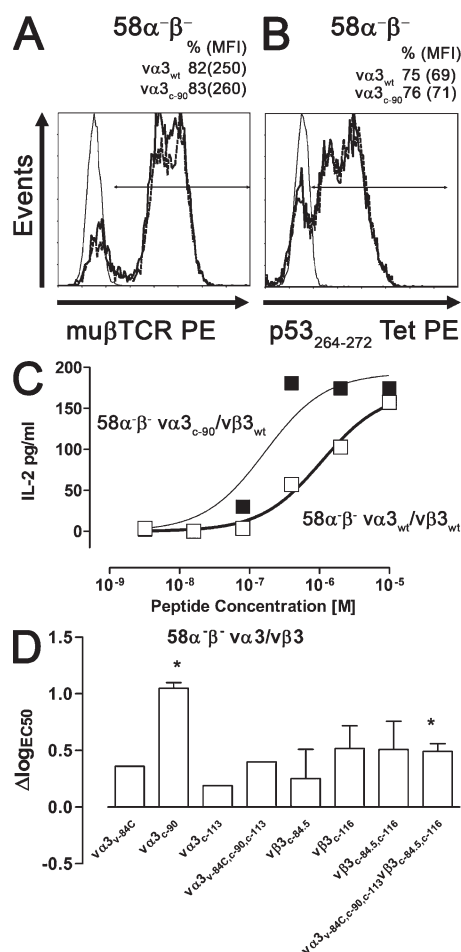 A
58α⁻β⁻
% (MFI)
vα3wt 82(250)
vα3c-90 83(260)
Events
muβTCR PE
B
58α⁻β⁻
% (MFI)
vα3wt 75 (69)
vα3c-90 76 (71)
p53264-272 Tet PE
C
200
150
100
50
0
IL-2 pg/ml
58α⁻β⁻ vα3c-90/vβ3wt
58α⁻β⁻ vα3wt/vβ3wt
10⁻⁹ 10⁻⁸ 10⁻⁷ 10⁻⁶ 10⁻⁵
Peptide Concentration [M]
D
58α⁻β⁻ vα3/vβ3
1.5
1.0
0.5
0.0
-0.5
ΔlogEC50
*
*
vα3v-84C
vα3c-90
vα3c-113
vα3v-84C,c-90,c-113
vβ3c-84.5
vβ3c-116
vβ3c-84.5,c-116
vα3v-84C,c-90,c-113vβ3c-84.5,c-116